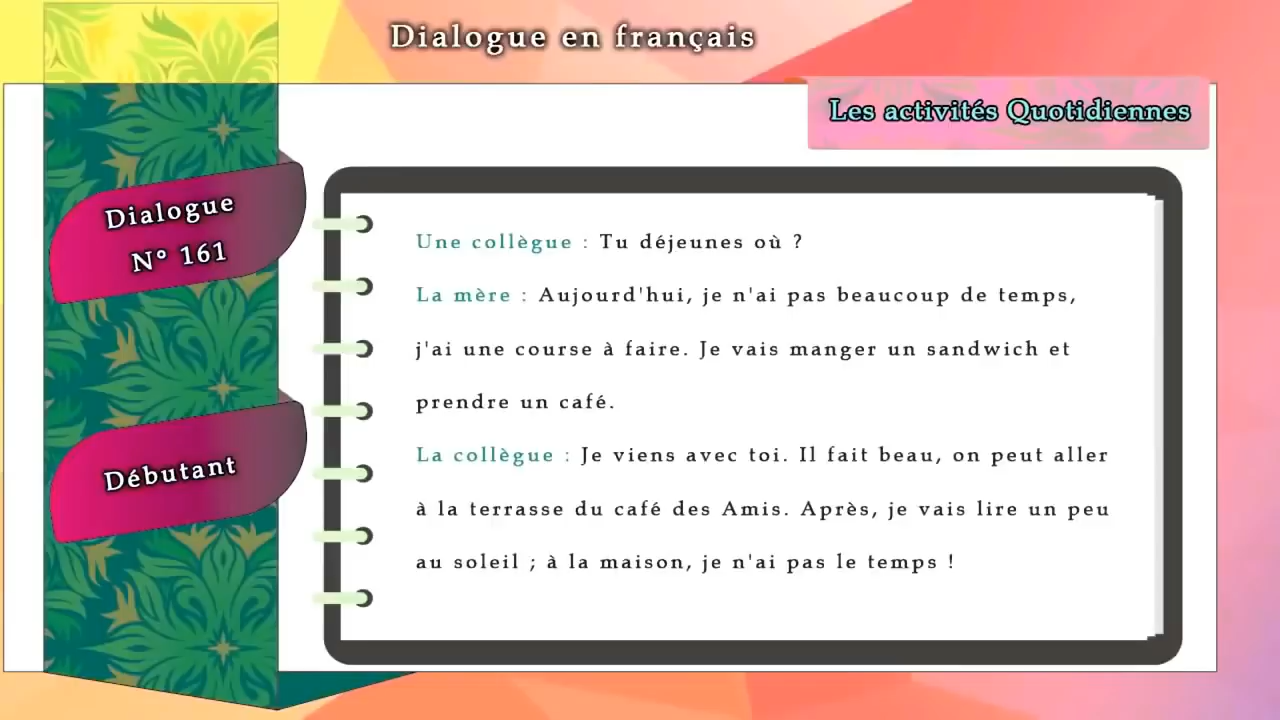 Dialogue en français
Les activités Quotidiennes
Dialogue
N° 161
Débutant
Une collègue : Tu déjeunes où ?
La mère : Aujourd'hui, je n'ai pas beaucoup de temps,
j'ai une course à faire. Je vais manger un sandwich et
prendre un café.
La collègue : Je viens avec toi. Il fait beau, on peut aller
à la terrasse du café des Amis. Après, je vais lire un peu
au soleil ; à la maison, je n'ai pas le temps !